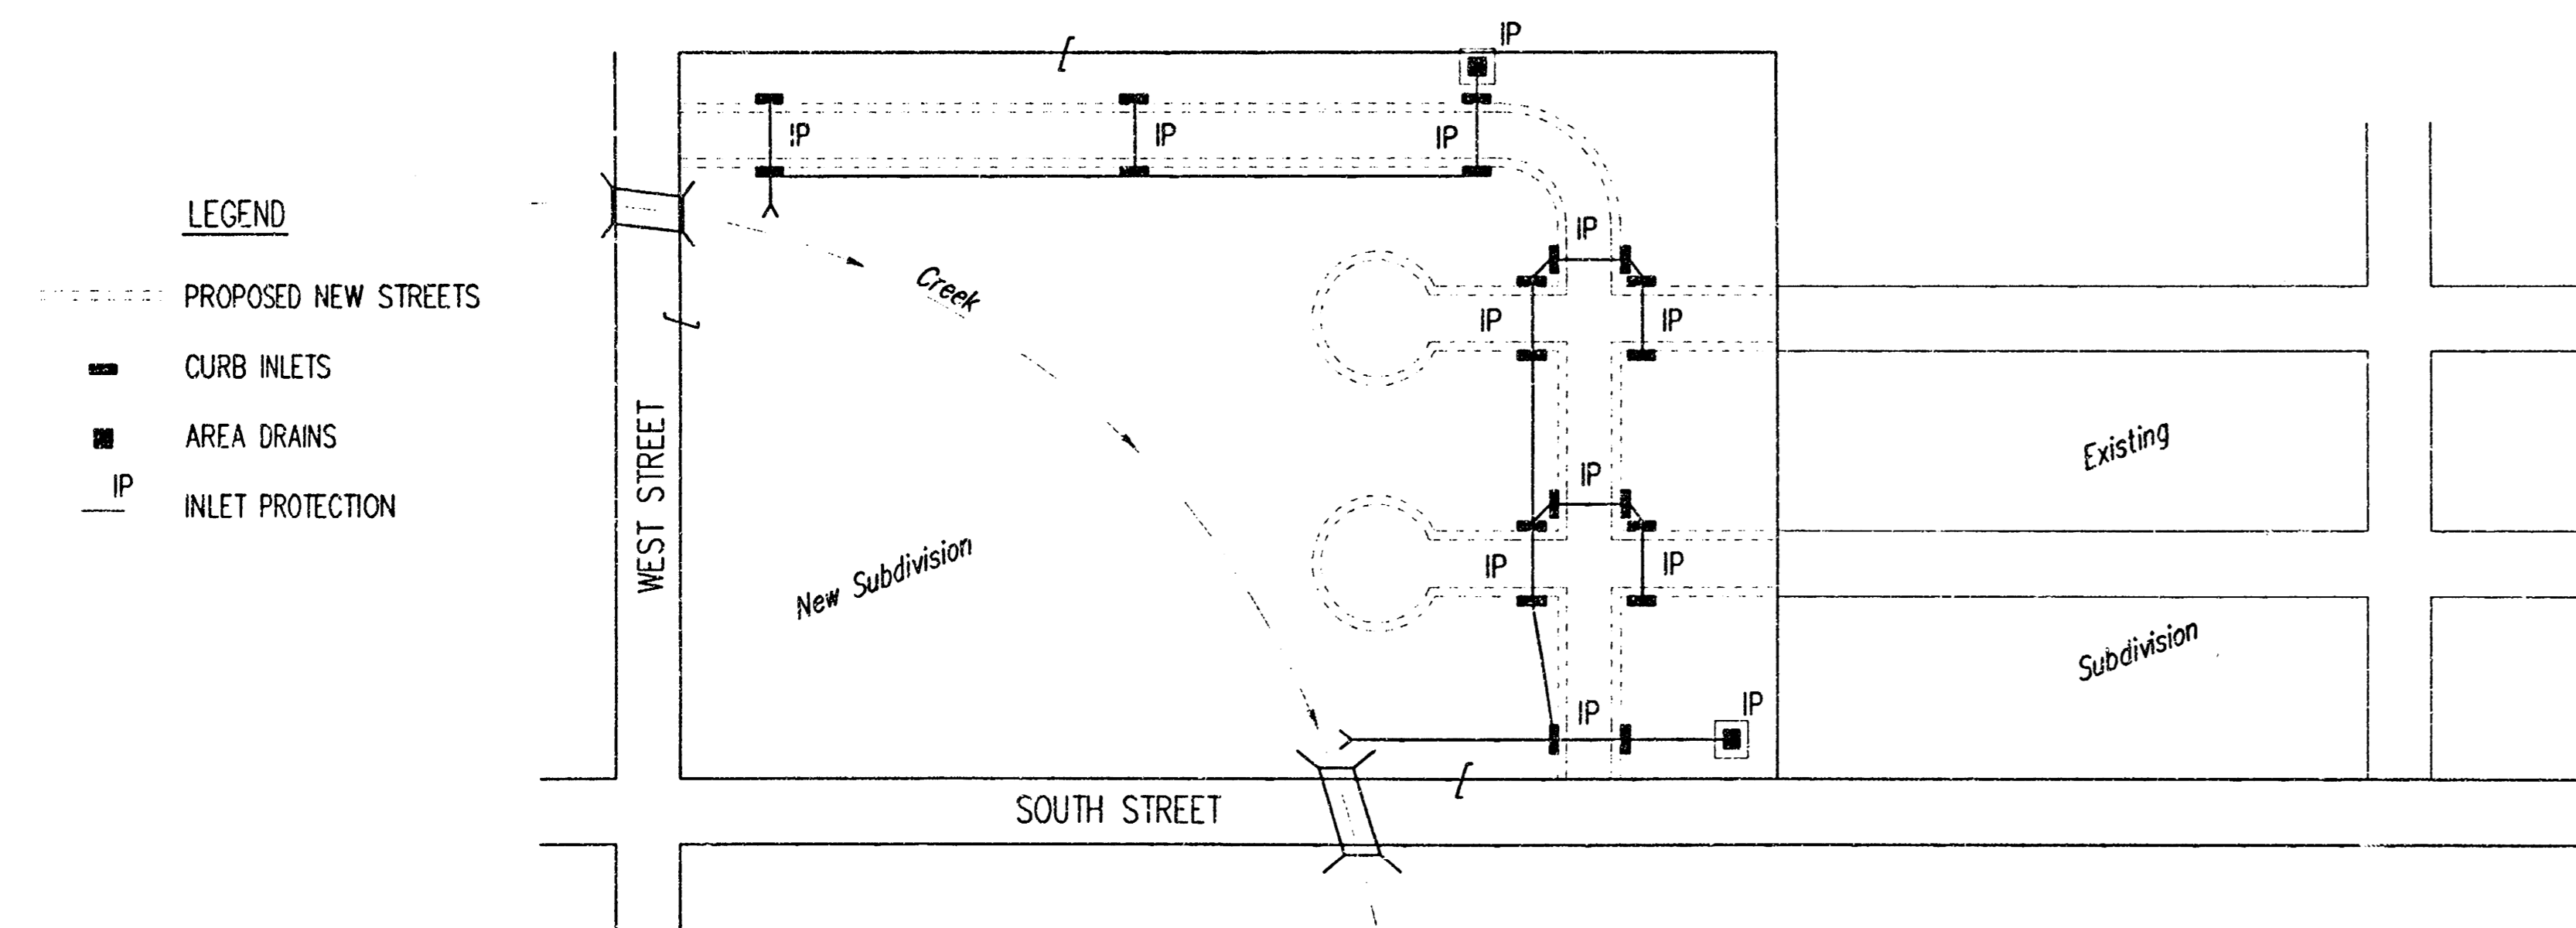 IP
IP
IP
IP
LEGEND
IP
PROPOSED NEW STREETS
Creek
IP
IP
CURB INLETS
AREA DRAINS
IP
INLET PROTECTION
WEST STREET
Existing
IP
New Subdivision
IP
IP
Subdivision
IP
IP
SOUTH STREET